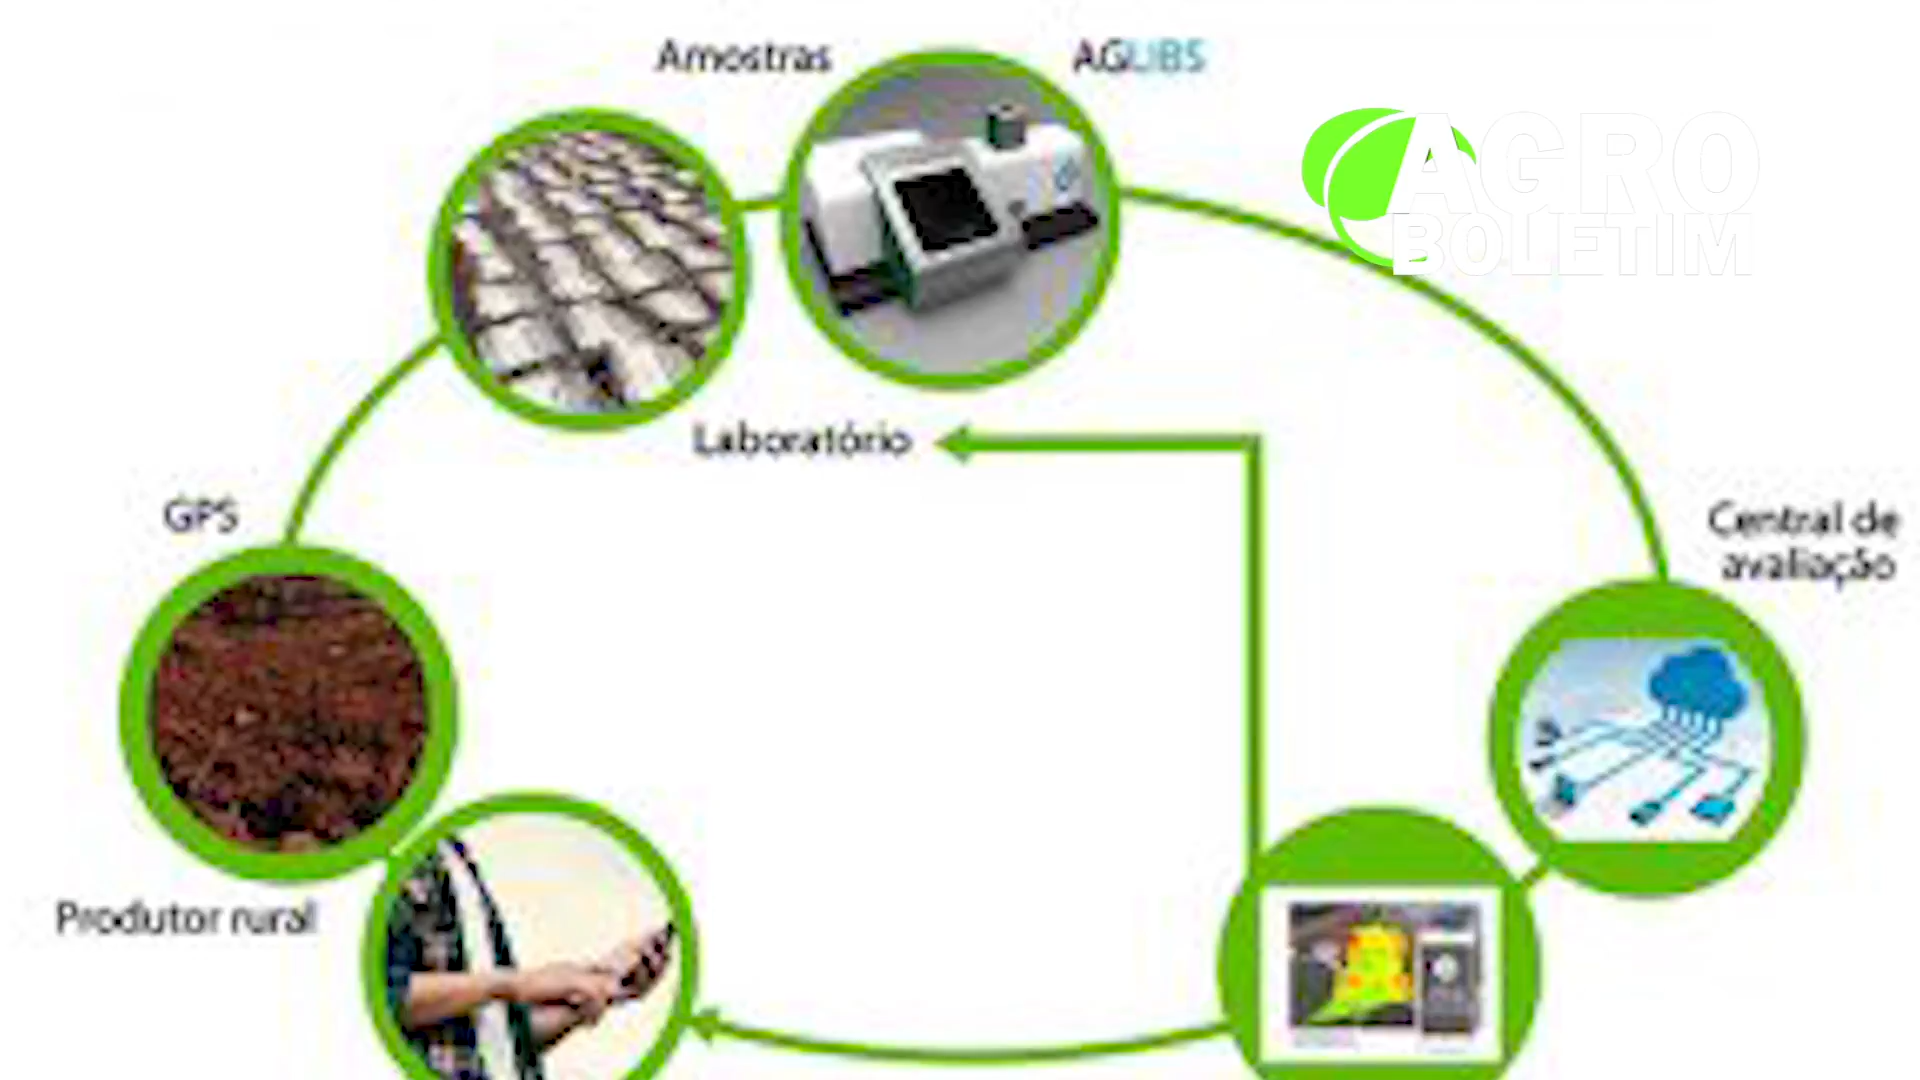 Amostras
AGLIBS
AGRO
BOLETIM
Laboratório
GPS
Central de
avaliação
Produtor rural